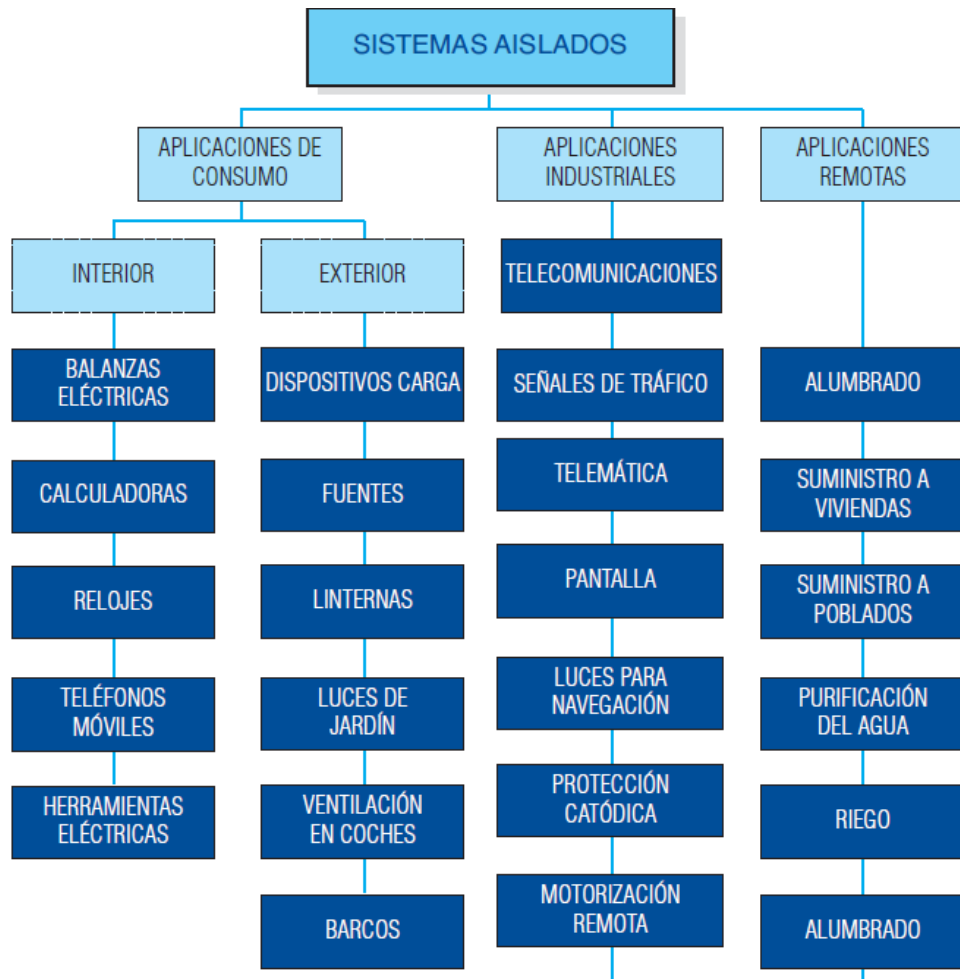 SISTEMAS AISLADOS
APLICACIONES DE
CONSUMO
APLICACIONES
INDUSTRIALES
APLICACIONES
REMOTAS
INTERIOR
EXTERIOR
TELECOMUNICACIONES
BALANZAS
ELÉCTRICAS
DISPOSITIVOS CARGA
SEÑALES DE TRÁFICO
ALUMBRADO
CALCULADORAS
FUENTES
TELEMÁTICA
SUMINISTRO A
VIVIENDAS
RELOJES
LINTERNAS
PANTALLA
SUMINISTRO A
POBLADOS
TELÉFONOS
MÓVILES
LUCES DE
JARDÍN
LUCES PARA
NAVEGACIÓN
PURIFICACIÓN
DEL AGUA
HERRAMIENTAS
ELÉCTRICAS
VENTILACIÓN
EN COCHES
PROTECCIÓN
CATÓDICA
RIEGO
BARCOS
MOTORIZACIÓN
REMOTA
ALUMBRADO